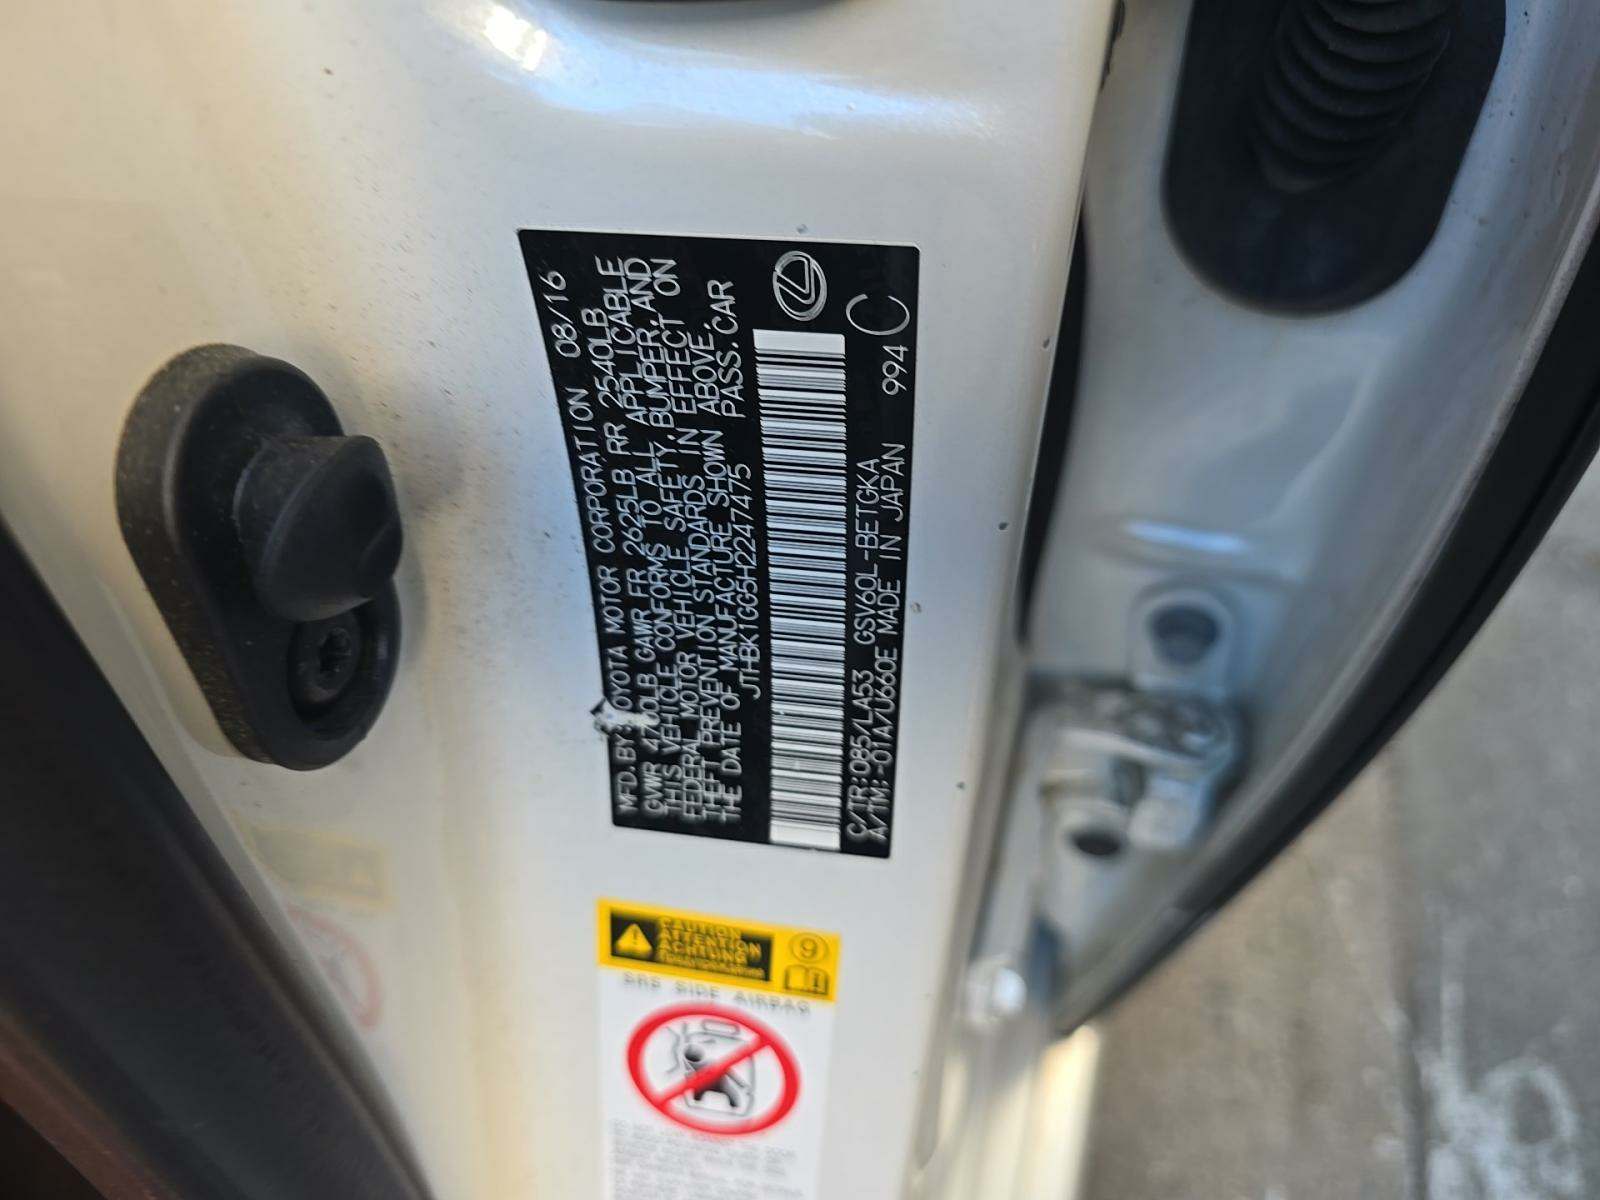 MFD.BY:TOYOTA MOTOR CORPORATION 08/16
GVWR 4740LB GAWR FR 2625LB RR 2540LB
THIS VEHICLE CONFORMS TO ALL APPLICABLE
FEDERAL MOTOR VEHICLE SAFETY,BUMPER,AND
THEFT PREVENTION STANDARDS IN EFFECT ON
THE DATE OF MANUFACTURE SHOWN ABOVE.
JTHBK1GG5H2247475 PASS.CAR
C/TR:085/LA53 GSV60L-BETGKA
A/TM:-01A/U660E MADE IN JAPAN 994 C
CAUTION
ATTENTION
ACHTUNG
9
SRS SIDE AIRBAG